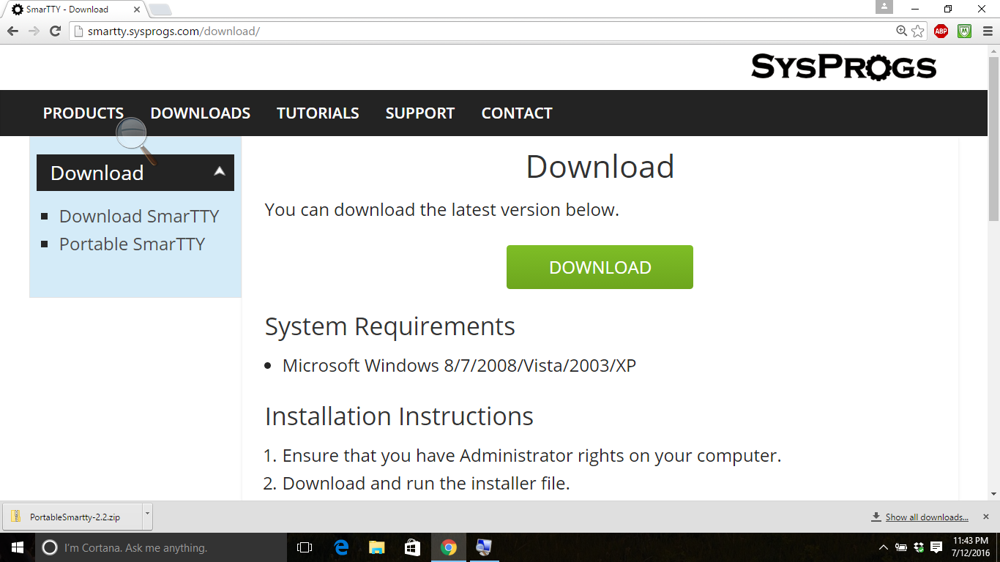 SmarTTY - Download
smartty.sysprogs.com/download/
ABP
SYSPROGS
PRODUCTS DOWNLOADS TUTORIALS SUPPORT CONTACT
Download
Download SmarTTY
Portable SmarTTY
Download
You can download the latest version below.
DOWNLOAD
System Requirements
Microsoft Windows 8/7/2008/Vista/2003/XP
Installation Instructions
1. Ensure that you have Administrator rights on your computer.
2. Download and run the installer file.
PortableSmartty-2.2.zip
Show all downloads...
I'm Cortana. Ask me anything.
11:43 PM
7/12/2016